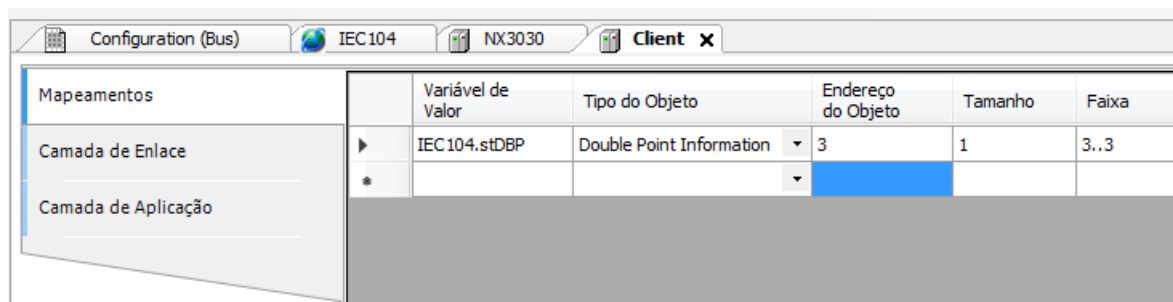 Configuration (Bus) IEC104 NX3030 Client x
Mapeamentos
Camada de Enlace
Camada de Aplicação
Variável de Valor Tipo do Objeto Endereço do Objeto Tamanho Faixa
IEC104.stDBP Double Point Information 3 1 3..3